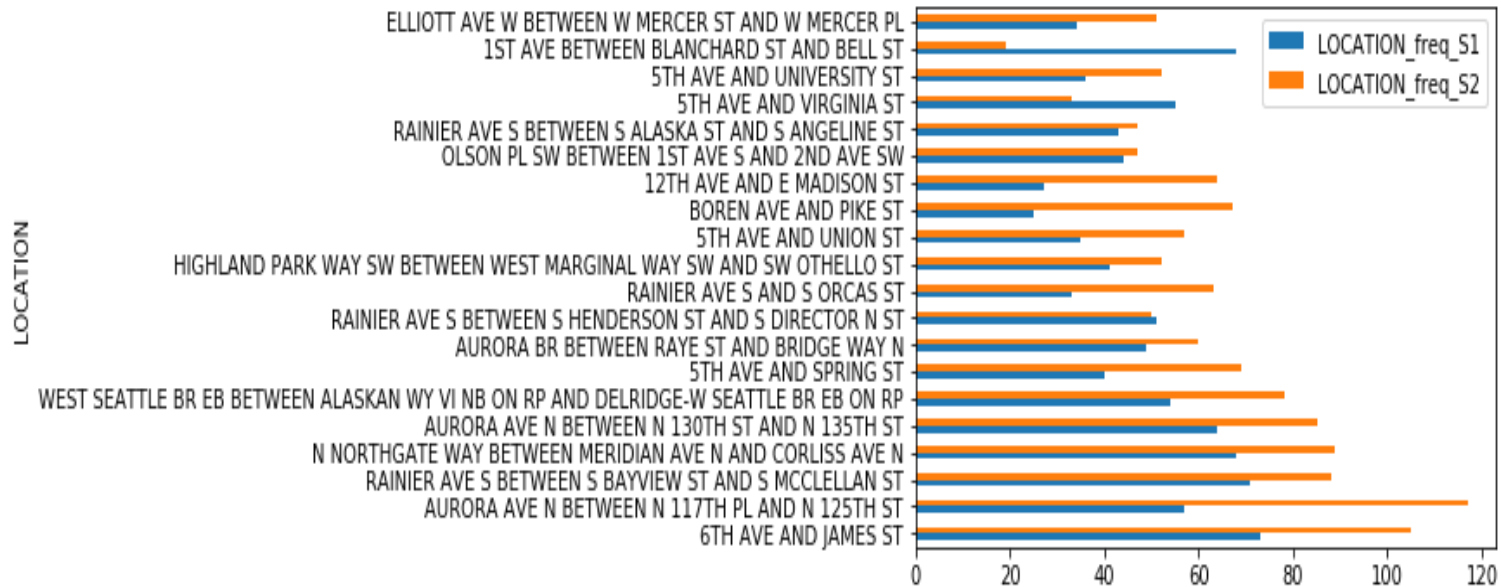 ELLIOTT AVE W BETWEEN W MERCER ST AND W MERCER PL
1ST AVE BETWEEN BLANCHARD ST AND BELL ST
5TH AVE AND UNIVERSITY ST
5TH AVE AND VIRGINIA ST
RAINIER AVE S BETWEEN S ALASKA ST AND S ANGELINE ST
OLSON PL SW BETWEEN 1ST AVE S AND 2ND AVE SW
12TH AVE AND E MADISON ST
BOREN AVE AND PIKE ST
5TH AVE AND UNION ST
HIGHLAND PARK WAY SW BETWEEN WEST MARGINAL WAY SW AND SW OTHELLO ST
RAINIER AVE S AND S ORCAS ST
RAINIER AVE S BETWEEN S HENDERSON ST AND S DIRECTOR N ST
AURORA BR BETWEEN RAYE ST AND BRIDGE WAY N
5TH AVE AND SPRING ST
WEST SEATTLE BR EB BETWEEN ALASKAN WY VI NB ON RP AND DELRIDGE-W SEATTLE BR EB ON RP
AURORA AVE N BETWEEN N 130TH ST AND N 135TH ST
N NORTHGATE WAY BETWEEN MERIDIAN AVE N AND CORLISS AVE N
RAINIER AVE S BETWEEN S BAYVIEW ST AND S MCCLELLAN ST
AURORA AVE N BETWEEN N 117TH PL AND N 125TH ST
6TH AVE AND JAMES ST
LOCATION
LOCATION_freq_S1
LOCATION_freq_S2
0 20 40 60 80 100 120